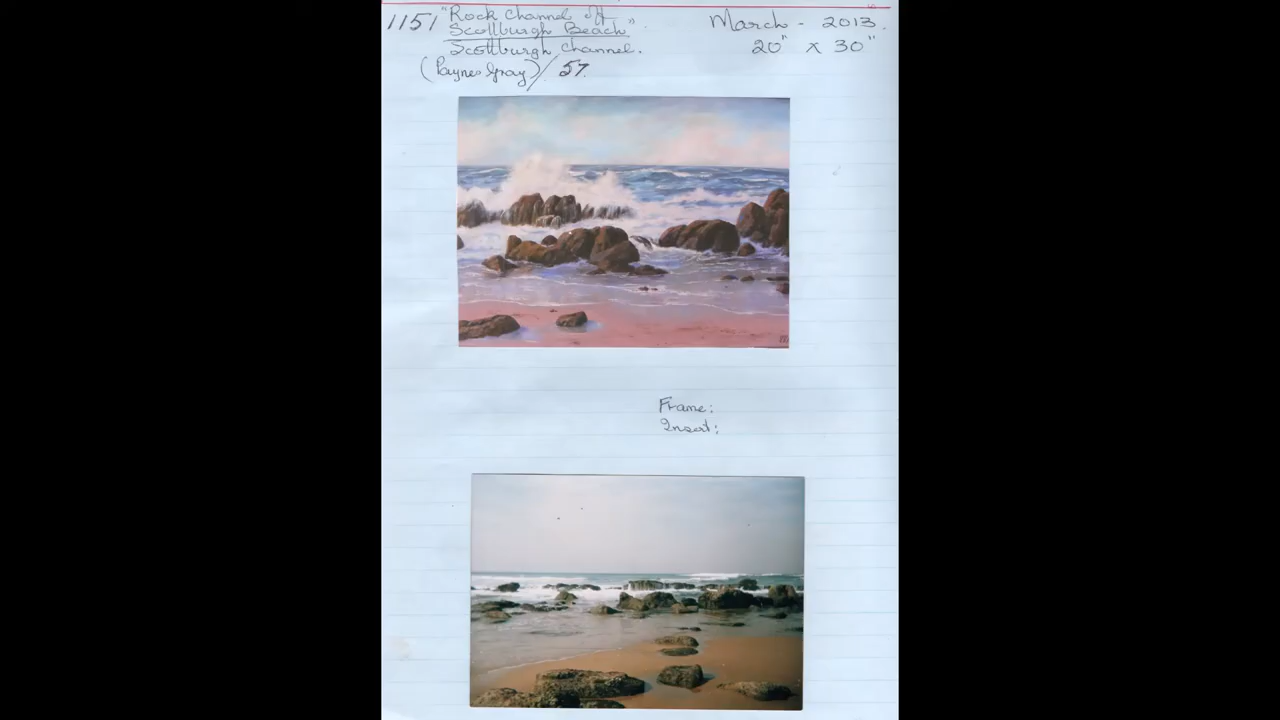 1151 "Rock Channel off March - 2013.
Scottburgh Beach" 20" x 30"
Scottburgh Channel.
(Paynes Gray)/57.
Frame:
Insert: